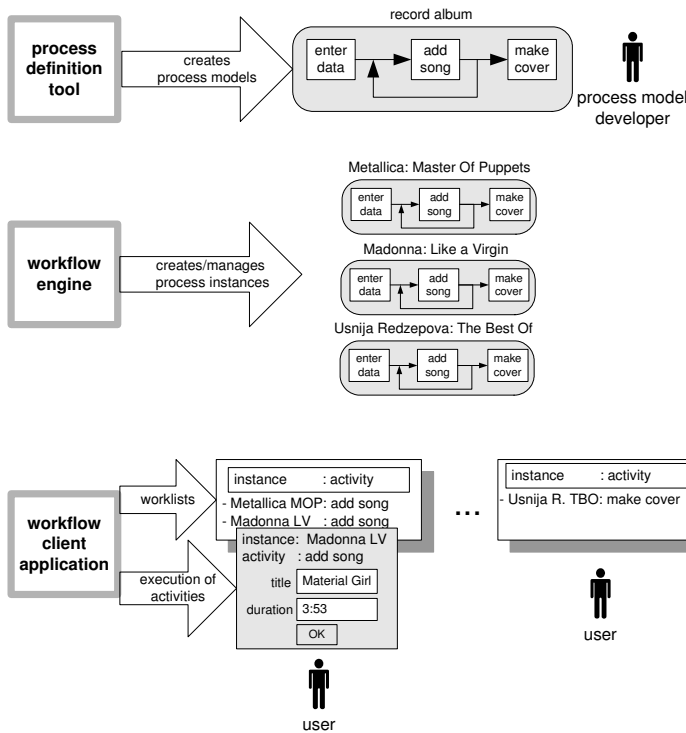 record album
process
definition
tool
creates
process models
enter
data
add
song
make
cover
process model
developer
Metallica: Master Of Puppets
enter
data
add
song
make
cover
workflow
engine
creates/manages
process instances
Madonna: Like a Virgin
enter
data
add
song
make
cover
Usnija Redzepova: The Best Of
enter
data
add
song
make
cover
workflow
client
application
worklists
execution of
activities
instance : activity
- Metallica MOP: add song
- Madonna LV : add song
instance: Madonna LV
activity : add song
title Material Girl
duration 3:53
OK
user
...
instance : activity
- Usnija R. TBO: make cover
user